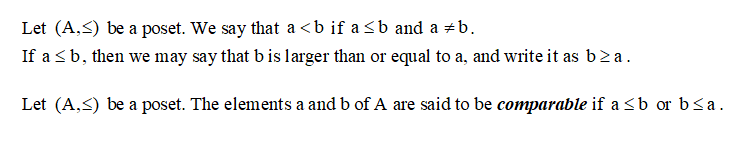 Let (A,≤) be a poset. We say that a < b if a ≤ b and a ≠ b.
If a ≤ b, then we may say that b is larger than or equal to a, and write it as b ≥ a.
Let (A,≤) be a poset. The elements a and b of A are said to be comparable if a ≤ b or b ≤ a.